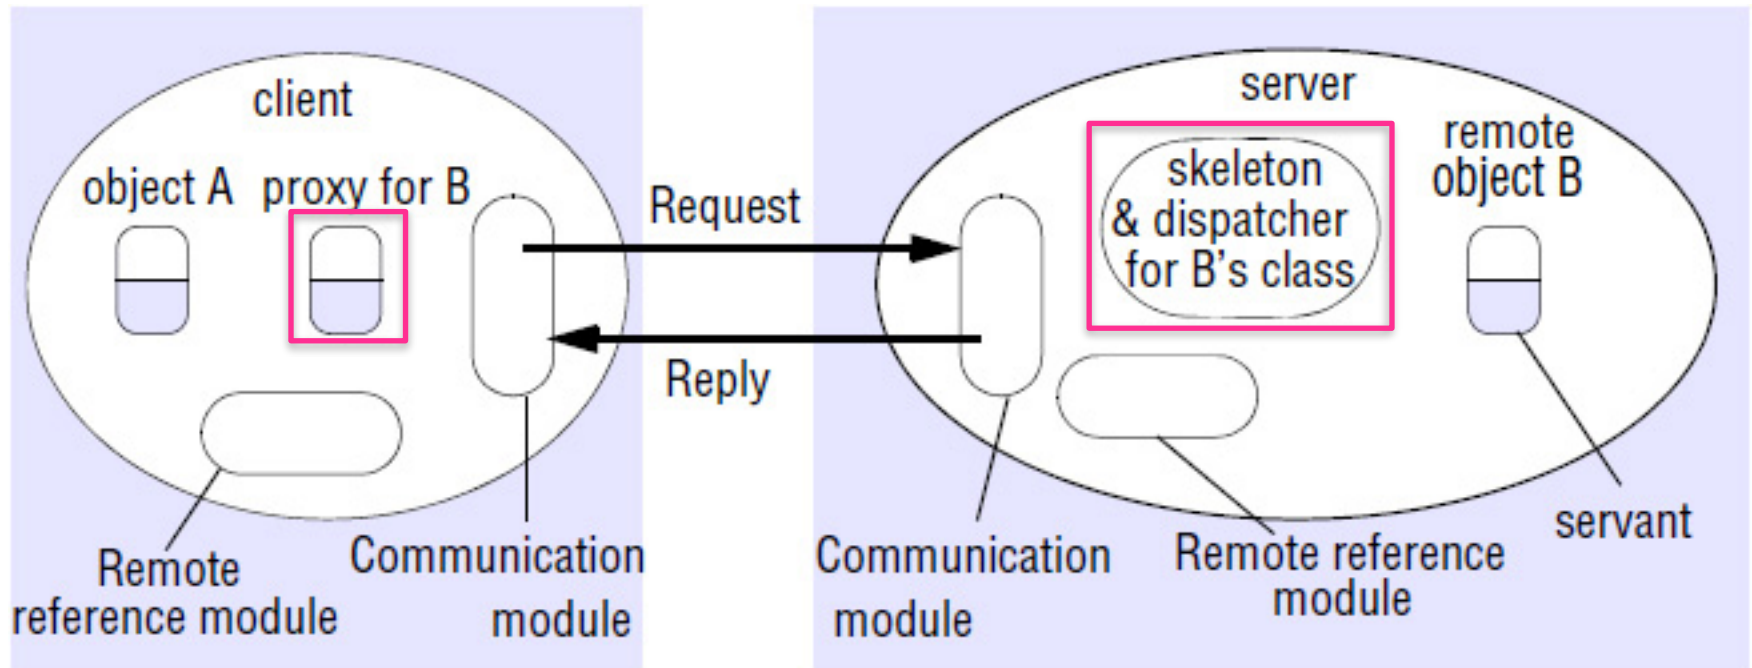 client
object A
proxy for B
Remote
reference module
Communication
module
Request
Reply
server
skeleton
& dispatcher
for B's class
remote
object B
Communication
module
Remote reference
module
servant